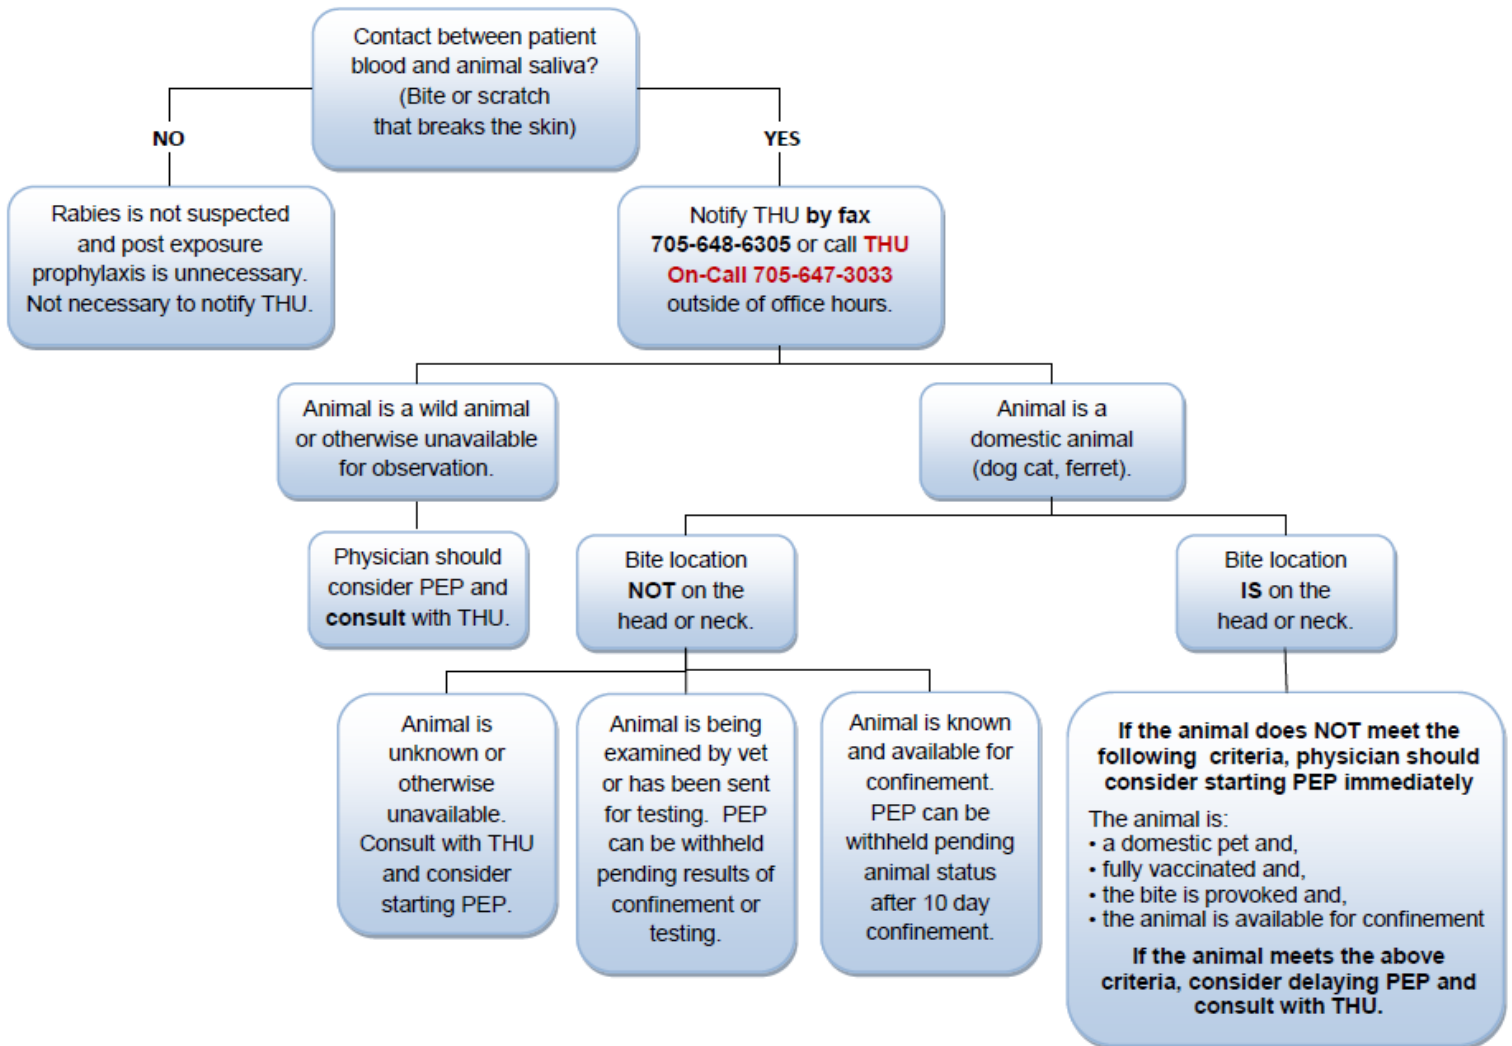 Contact between patient
blood and animal saliva?
(Bite or scratch
that breaks the skin)
NO
YES
Rabies is not suspected
and post exposure
prophylaxis is unnecessary.
Not necessary to notify THU.
Notify THU by fax
705-648-6305 or call THU
On-Call 705-647-3033
outside of office hours.
Animal is a wild animal
or otherwise unavailable
for observation.
Animal is a
domestic animal
(dog cat, ferret).
Physician should
consider PEP and
consult with THU.
Bite location
NOT on the
head or neck.
Bite location
IS on the
head or neck.
Animal is
unknown or
otherwise
unavailable.
Consult with THU
and consider
starting PEP.
Animal is being
examined by vet
or has been sent
for testing.  PEP
can be withheld
pending results of
confinement or
testing.
Animal is known
and available for
confinement.
PEP can be
withheld pending
animal status
after 10 day
confinement.
If the animal does NOT meet the
following  criteria, physician should
consider starting PEP immediately
The animal is:
• a domestic pet and,
• fully vaccinated and,
• the bite is provoked and,
• the animal is available for confinement
If the animal meets the above
criteria, consider delaying PEP and
consult with THU.